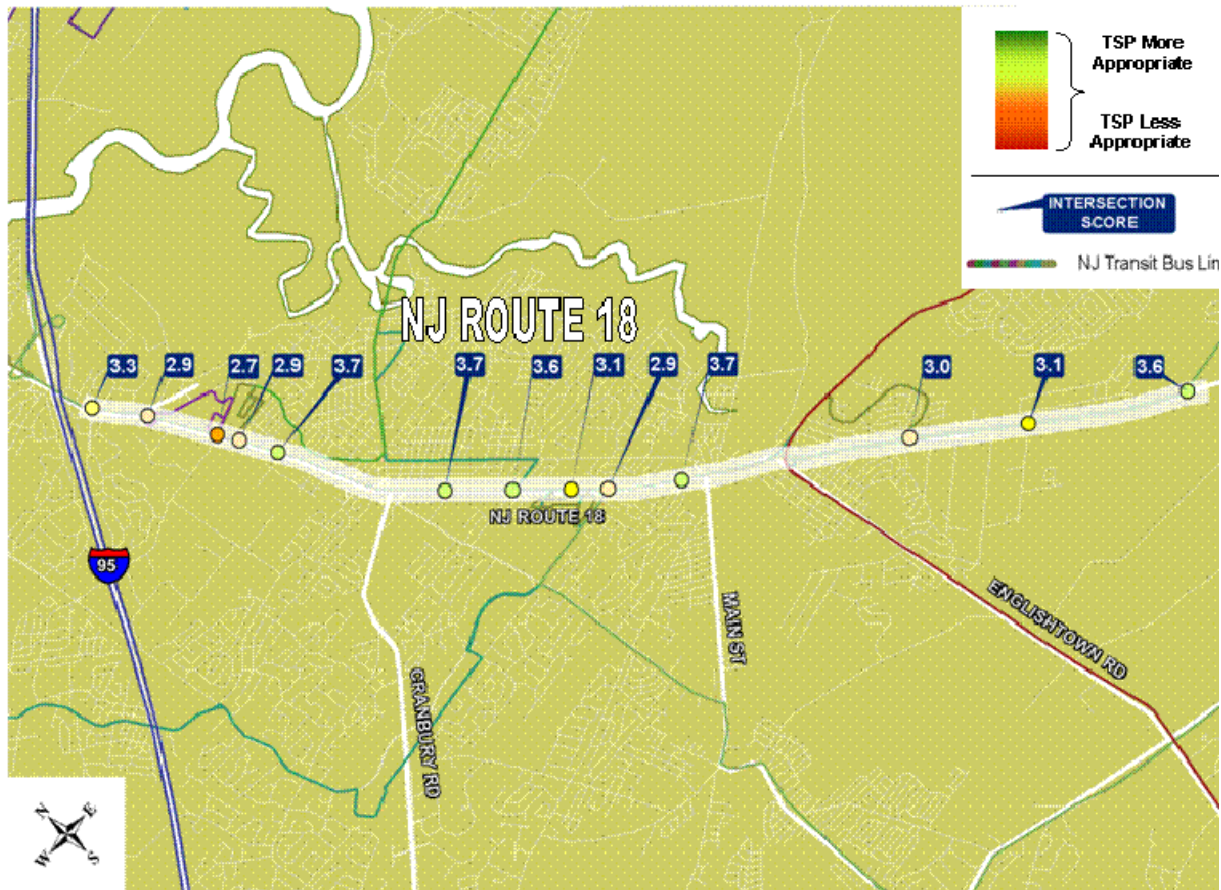 TSP More
Appropriate
TSP Less
Appropriate
INTERSECTION
SCORE
NJ Transit Bus Lin
NJ ROUTE 18
3.3
2.9
2.7
2.9
3.7
3.7
3.6
3.1
2.9
3.7
3.0
3.1
3.6
NJ ROUTE 18
95
CRANBURY RD
MAIN ST.
ENGLISHTOWN RD
N
E
W
S